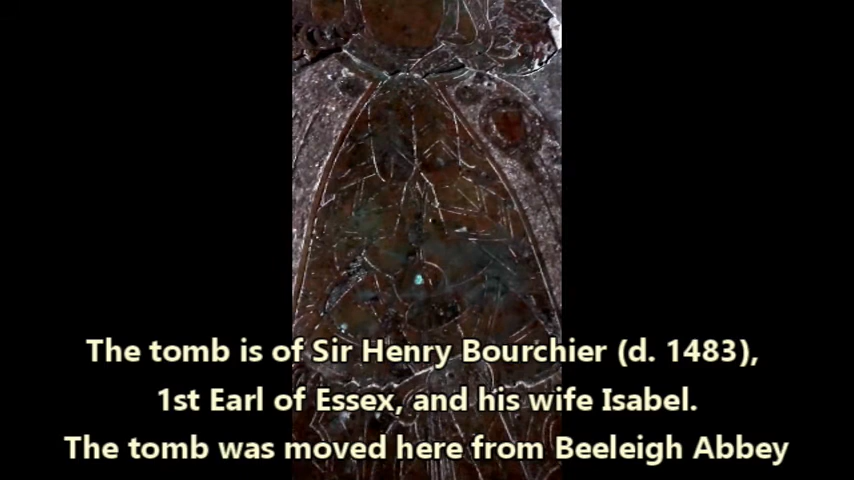 The tomb is of Sir Henry Bourchier (d. 1483),
1st Earl of Essex, and his wife Isabel.
The tomb was moved here from Beeleigh Abbey